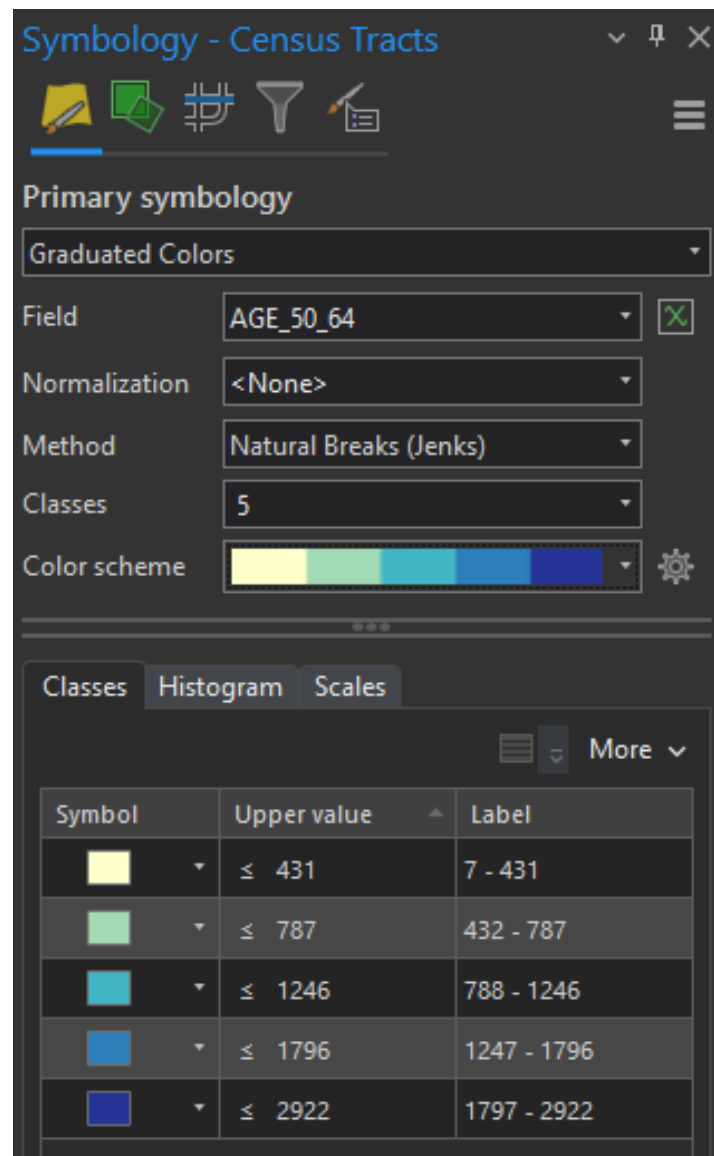 Symbology - Census Tracts
Primary symbology
Graduated Colors
Field AGE_50_64
Normalization <None>
Method Natural Breaks (Jenks)
Classes 5
Color scheme
Classes Histogram Scales
More
Symbol Upper value Label
≤ 431 7 - 431
≤ 787 432 - 787
≤ 1246 788 - 1246
≤ 1796 1247 - 1796
≤ 2922 1797 - 2922